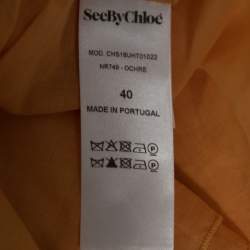 SeeByChloé
MOD. CHS18UHT01022
NR749 - OCHRE
40
MADE IN PORTUGAL